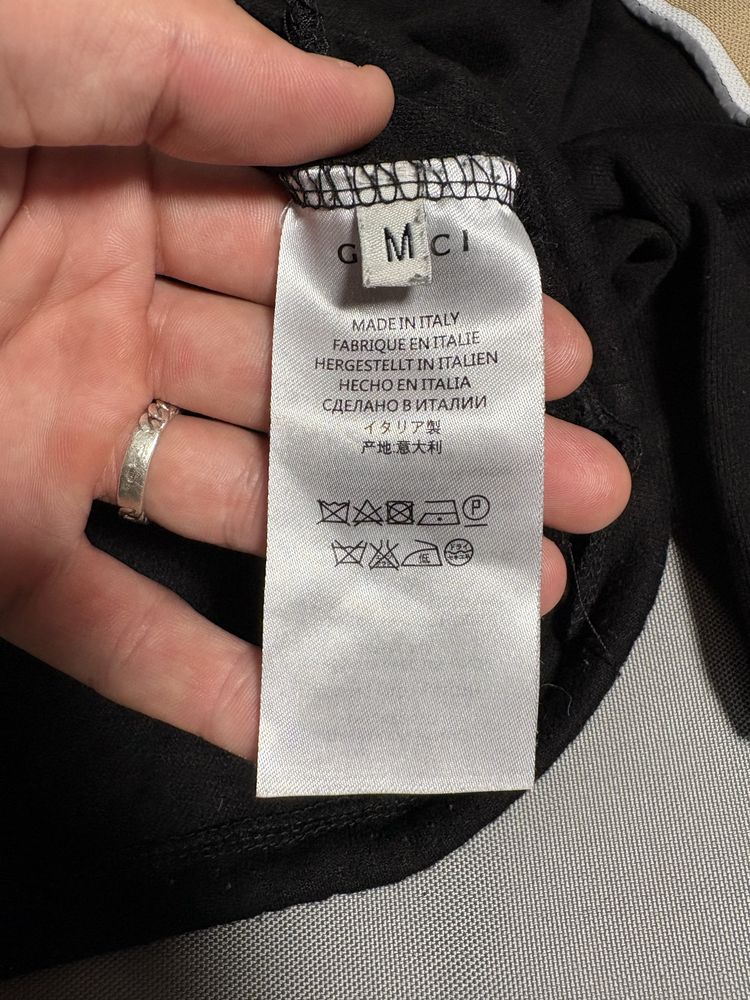 G CI
M
MADE IN ITALY
FABRIQUE EN ITALIE
HERGESTELLT IN ITALIEN
HECHO EN ITALIA
СДЕЛАНО В ИТАЛИИ
イタリア製
产地:意大利
P
低